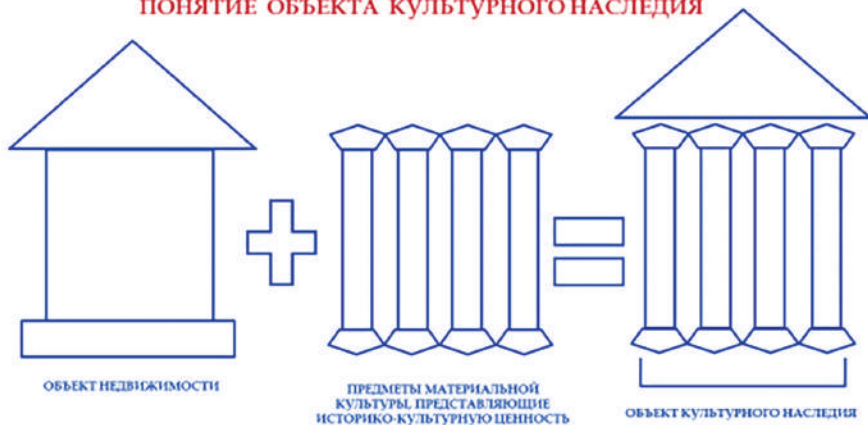 ПОНЯТИЕ ОБЪЕКТА КУЛЬТУРНОГО НАСЛЕДИЯ
ОБЪЕКТ НЕДВИЖИМОСТИ
ПРЕДМЕТЫ МАТЕРИАЛЬНОЙ
КУЛЬТУРЫ, ПРЕДСТАВЛЯЮЩИЕ
ИСТОРИКО-КУЛЬТУРНУЮ ЦЕННОСТЬ
ОБЪЕКТ КУЛЬТУРНОГО НАСЛЕДИЯ